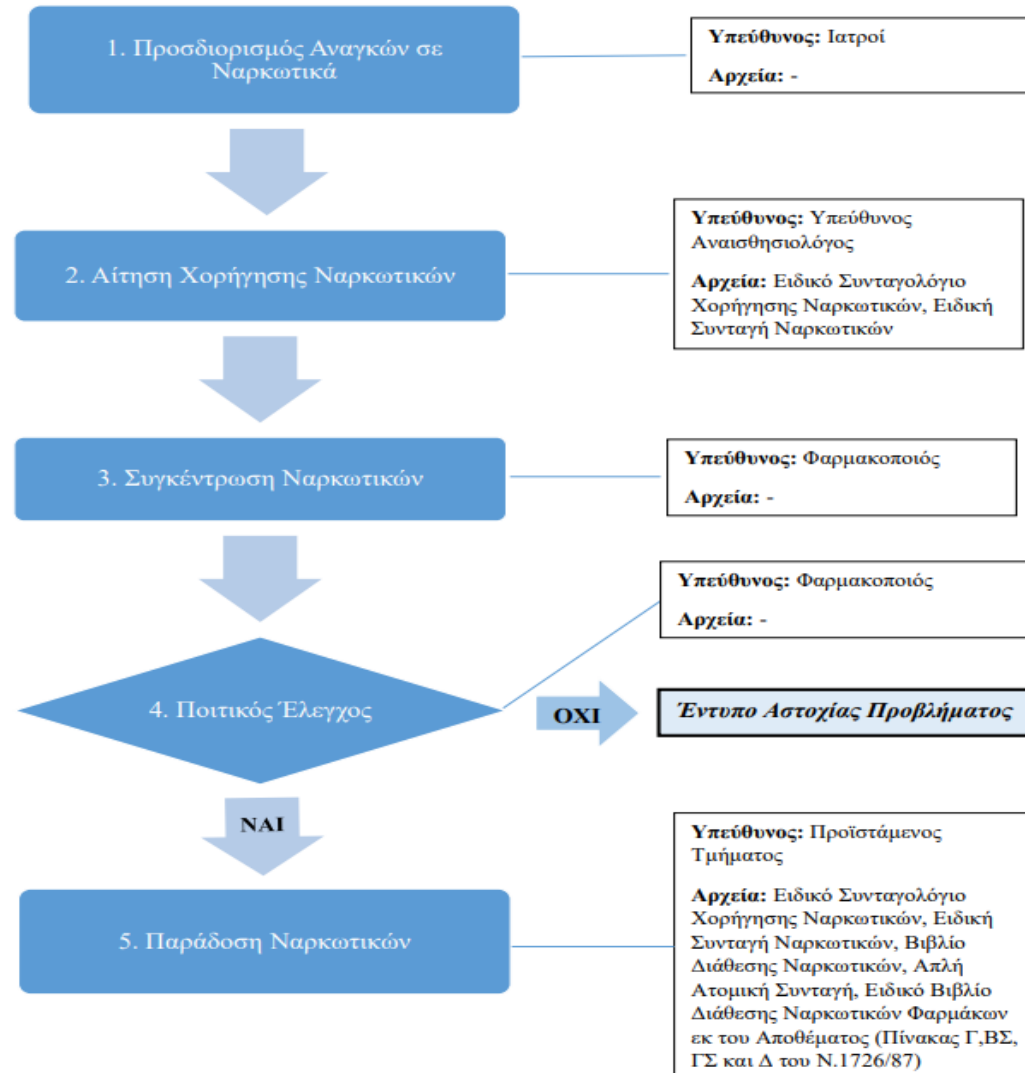 1. Προσδιορισμός Αναγκών σε
Ναρκωτικά
Υπεύθυνος: Ιατροί
Αρχεία: -
2. Αίτηση Χορήγησης Ναρκωτικών
Υπεύθυνος: Υπεύθυνος
Αναισθησιολόγος
Αρχεία: Ειδικό Συνταγολόγιο
Χορήγησης Ναρκωτικών, Ειδική
Συνταγή Ναρκωτικών
3. Συγκέντρωση Ναρκωτικών
Υπεύθυνος: Φαρμακοποιός
Αρχεία: -
Υπεύθυνος: Φαρμακοποιός
Αρχεία: -
4. Ποιτικός Έλεγχος
ΟΧΙ
Έντυπο Αστοχίας Προβλήματος
ΝΑΙ
5. Παράδοση Ναρκωτικών
Υπεύθυνος: Προϊστάμενος
Τμήματος
Αρχεία: Ειδικό Συνταγολόγιο
Χορήγησης Ναρκωτικών, Ειδική
Συνταγή Ναρκωτικών, Βιβλίο
Διάθεσης Ναρκωτικών, Απλή
Ατομική Συνταγή, Ειδικό Βιβλίο
Διάθεσης Ναρκωτικών Φαρμάκων
εκ του Αποθέματος (Πίνακας Γ,ΒΣ,
ΓΣ και Δ του Ν.1726/87)